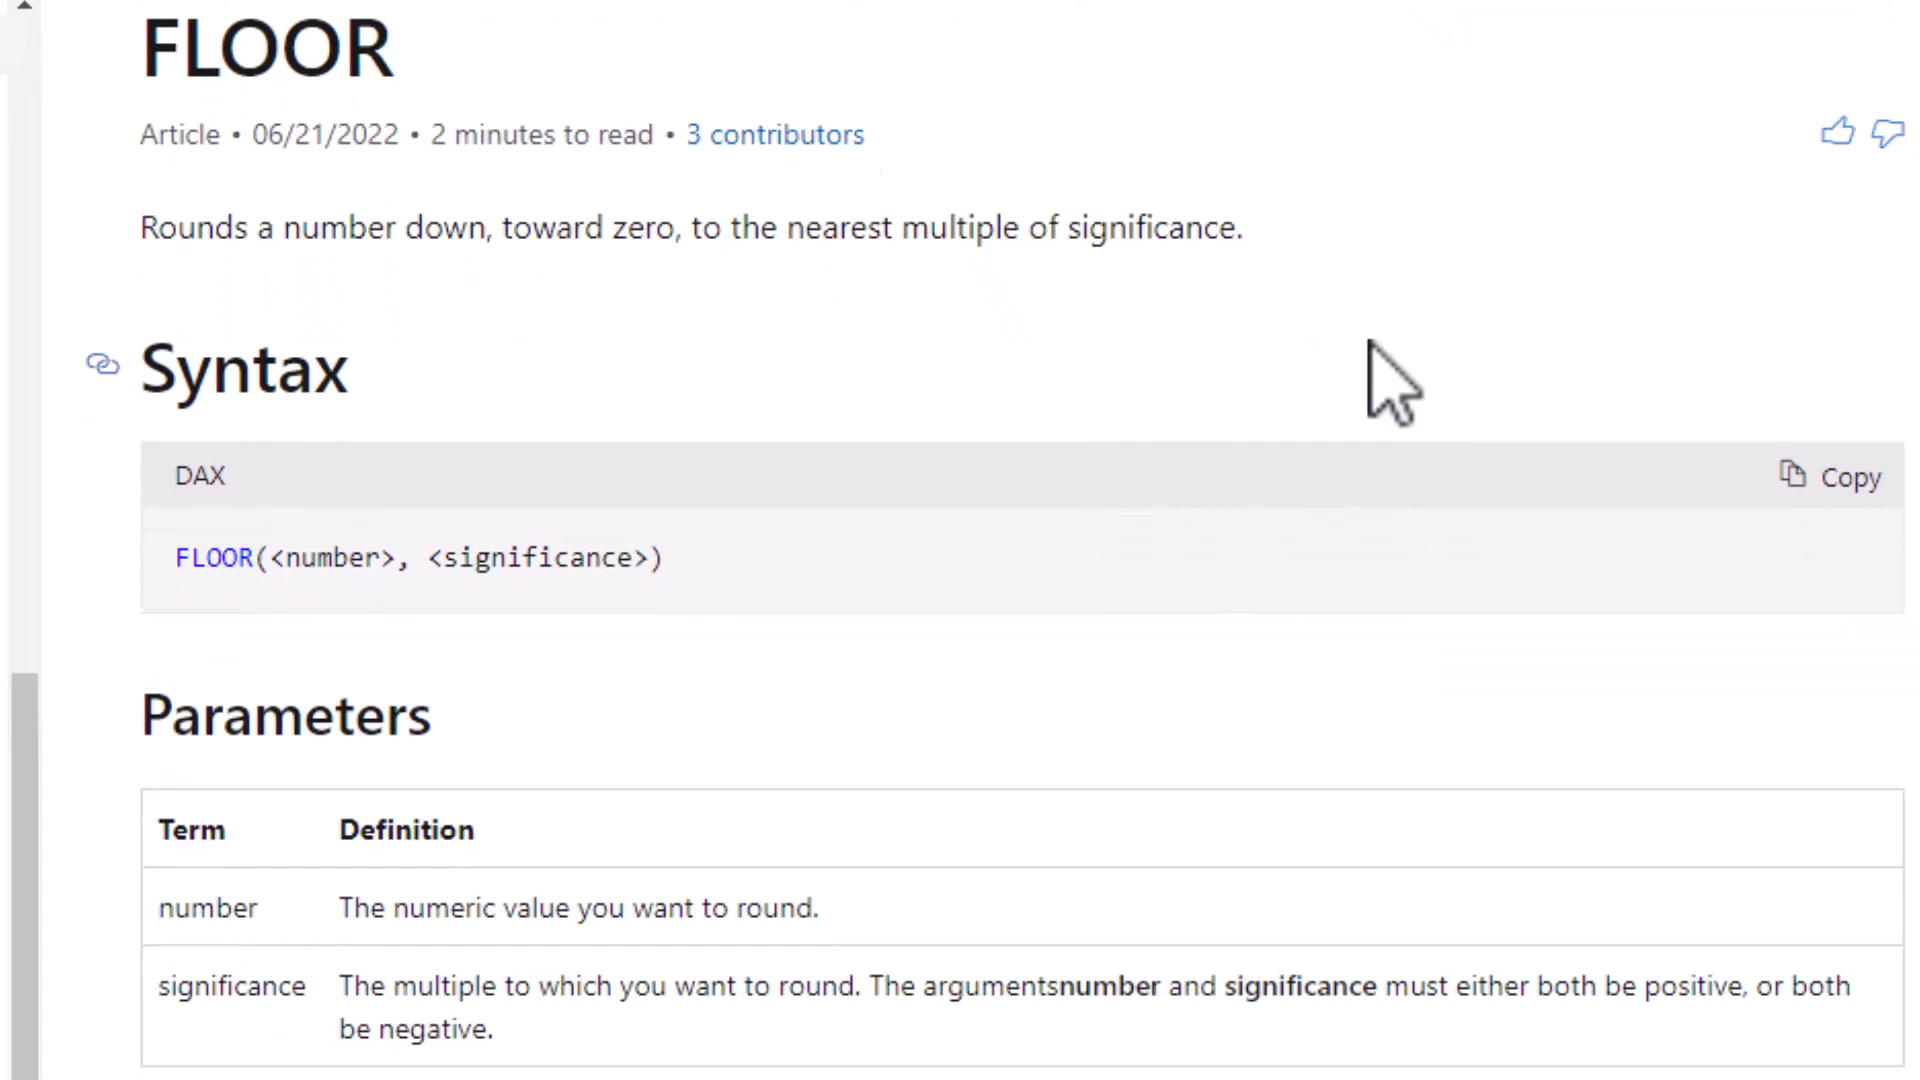 FLOOR
Article • 06/21/2022 • 2 minutes to read • 3 contributors
Rounds a number down, toward zero, to the nearest multiple of significance.
Syntax
DAX
Copy
FLOOR(<number>, <significance>)
Parameters
Term Definition
number The numeric value you want to round.
significance The multiple to which you want to round. The argumentsnumber and significance must either both be positive, or both
be negative.